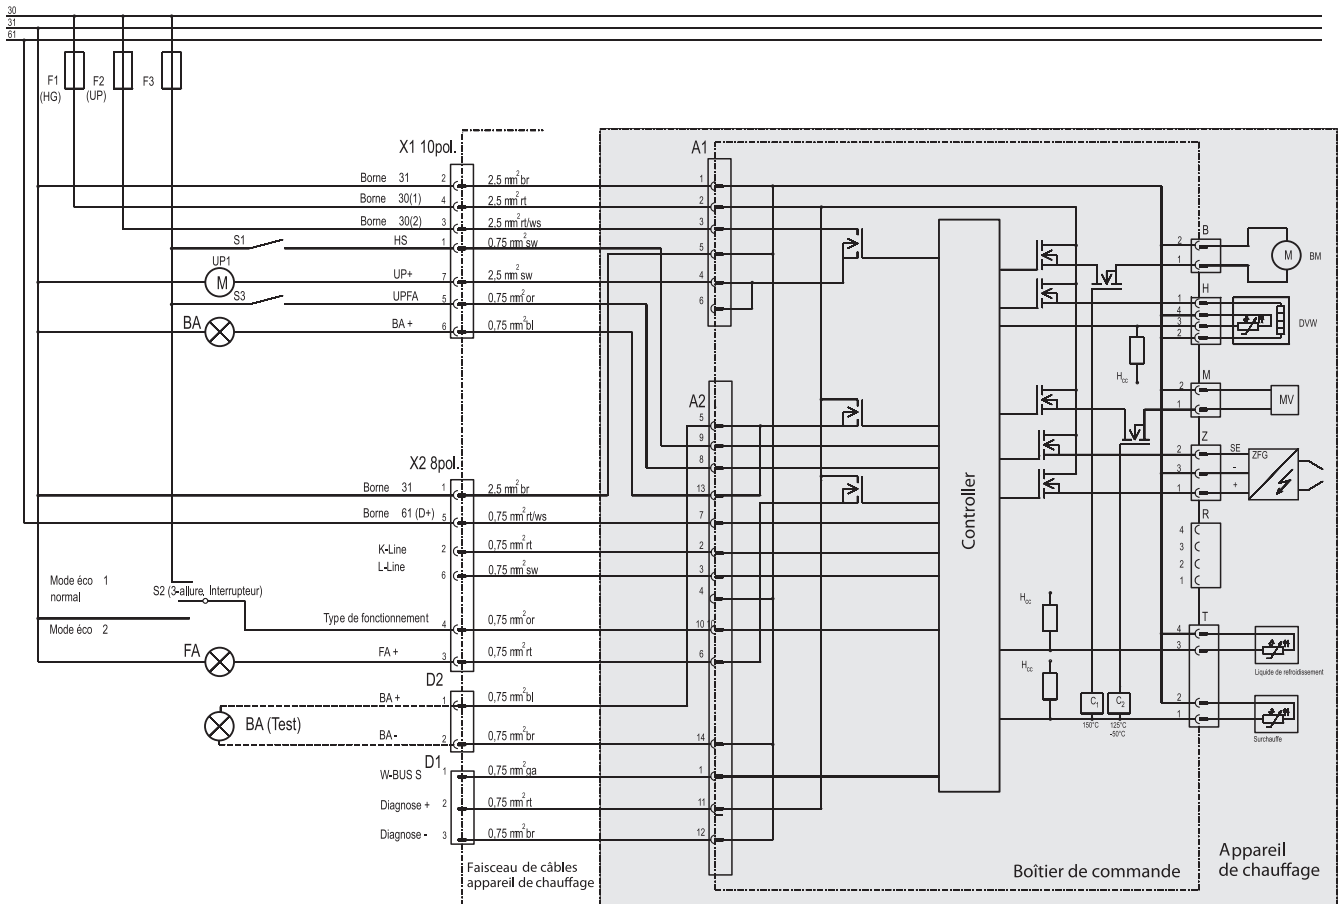 30
31
61
F1
(HG)
F2
(UP)
F3
X1 10pol.
A1
Borne 31 2 2,5 mm² br 1
Borne 30(1) 4 2,5 mm² rt 2
Borne 30(2) 3 2,5 mm² rt/ws 3
S1 HS 1 0,75 mm² sw 5
UP1
M UP+ 7 2,5 mm² sw 4
S3 UPFA 5 0,75 mm² or 6
BA BA + 6 0,75 mm² bl
B
2
1
M BM
H
1
4
3
2
DVW
Hcc
M
2
1
MV
Z
2 SE
3 -
1 +
ZFG
R
4
3
2
1
A2
5
9
8
13
7
2
3
4
10 10
6
14
1
11
12
Controller
X2 8pol.
Borne 31 1 2,5 mm² br
Borne 61 (D+) 5 0,75 mm² rt/ws
K-Line 2 0,75 mm² rt
L-Line 6 0,75 mm² sw
Mode éco 1
normal
S2 (3-allure, Interrupteur)
Mode éco 2
Type de fonctionnement 4 0,75 mm² or
FA FA + 3 0,75 mm² rt
D2
BA + 1 0,75 mm² bl
BA (Test)
BA - 2 0,75 mm² br
D1
W-BUS S 1 0,75 mm² ga
Diagnose + 2 0,75 mm² rt
Diagnose - 3 0,75 mm² br
Hcc
Hcc
C1
150°C
C2
125°C
-50°C
T
4
3
2
1
Liquide de refroidissement
Surchauffe
Faisceau de câbles
appareil de chauffage
Boîtier de commande
Appareil
de chauffage